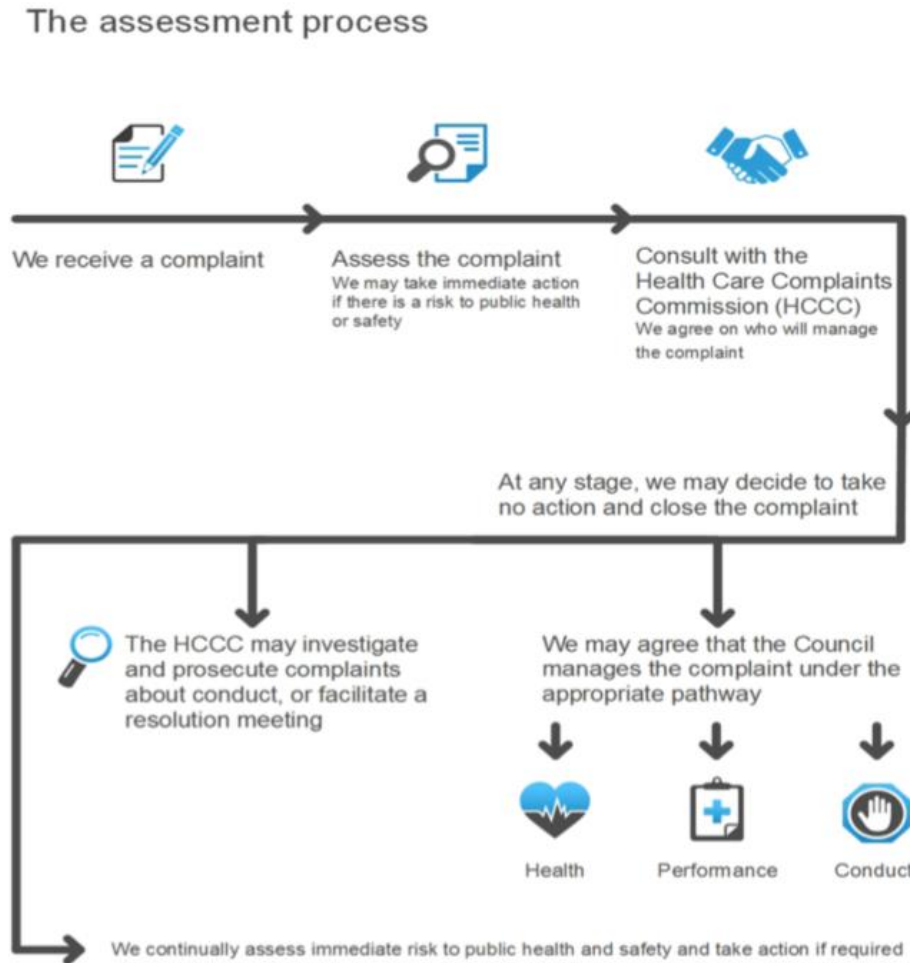 The assessment process
We receive a complaint
Assess the complaint
We may take immediate action
if there is a risk to public health
or safety
Consult with the
Health Care Complaints
Commission (HCCC)
We agree on who will manage
the complaint
At any stage, we may decide to take
no action and close the complaint
The HCCC may investigate
and prosecute complaints
about conduct, or facilitate a
resolution meeting
We may agree that the Council
manages the complaint under the
appropriate pathway
Health
Performance
Conduct
We continually assess immediate risk to public health and safety and take action if required